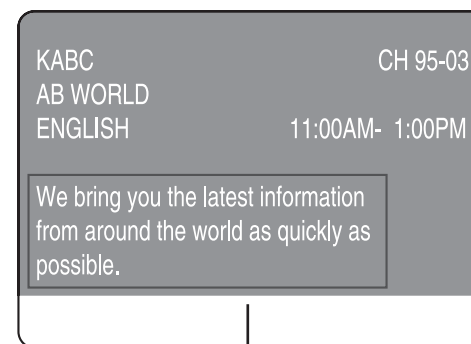 KABC CH 95-03
AB WORLD
ENGLISH 11:00AM- 1:00PM
We bring you the latest information
from around the world as quickly as
possible.